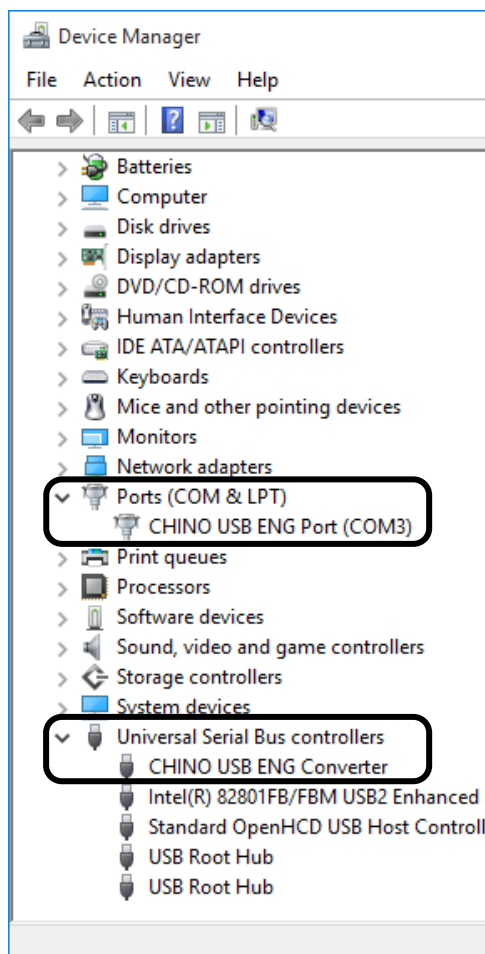 Device Manager
File Action View Help
Batteries
Computer
Disk drives
Display adapters
DVD/CD-ROM drives
Human Interface Devices
IDE ATA/ATAPI controllers
Keyboards
Mice and other pointing devices
Monitors
Network adapters
Ports (COM & LPT)
CHINO USB ENG Port (COM3)
Print queues
Processors
Software devices
Sound, video and game controllers
Storage controllers
System devices
Universal Serial Bus controllers
CHINO USB ENG Converter
Intel(R) 82801FB/FBM USB2 Enhanced
Standard OpenHCD USB Host Controll
USB Root Hub
USB Root Hub